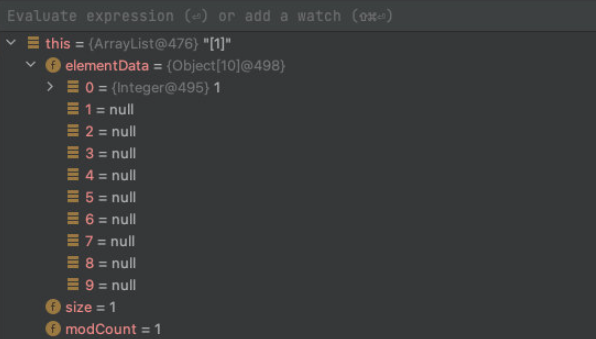 Evaluate expression (⏎) or add a watch (⇧⌘⏎)
this = {ArrayList@476} "[1]"
f elementData = {Object[10]@498}
0 = {Integer@495} 1
1 = null
2 = null
3 = null
4 = null
5 = null
6 = null
7 = null
8 = null
9 = null
f size = 1
f modCount = 1